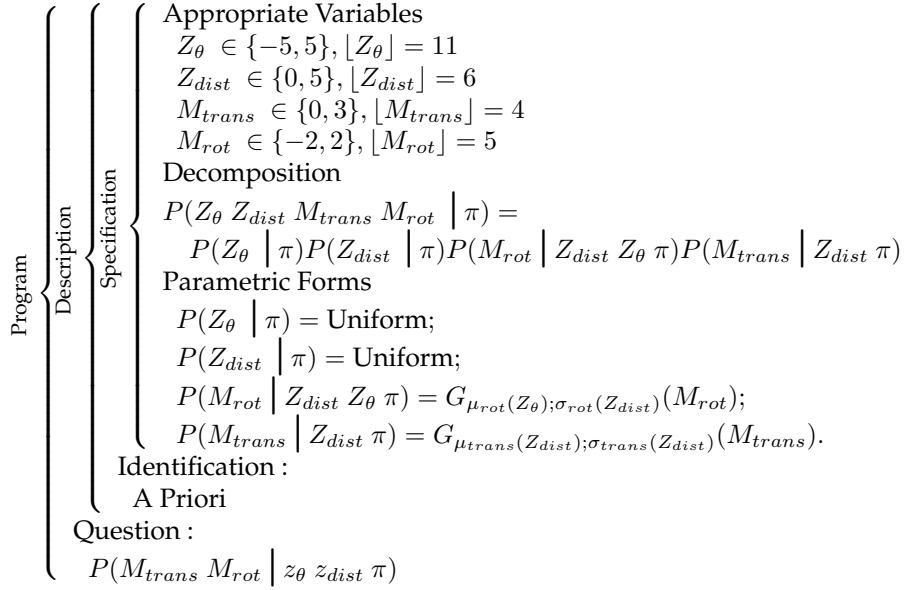 Appropriate Variables
Z_θ ∈ {−5, 5}, ⌊Z_θ⌋ = 11
Z_dist ∈ {0, 5}, ⌊Z_dist⌋ = 6
M_trans ∈ {0, 3}, ⌊M_trans⌋ = 4
M_rot ∈ {−2, 2}, ⌊M_rot⌋ = 5
Decomposition
P(Z_θ Z_dist M_trans M_rot | π) =
P(Z_θ | π)P(Z_dist | π)P(M_rot | Z_dist Z_θ π)P(M_trans | Z_dist π)
Parametric Forms
P(Z_θ | π) = Uniform;
P(Z_dist | π) = Uniform;
P(M_rot | Z_dist Z_θ π) = G_{μ_rot(Z_θ);σ_rot(Z_dist)}(M_rot);
P(M_trans | Z_dist π) = G_{μ_trans(Z_dist);σ_trans(Z_dist)}(M_trans).
Specification
Identification :
A Priori
Description
Question :
P(M_trans M_rot | z_θ z_dist π)
Program